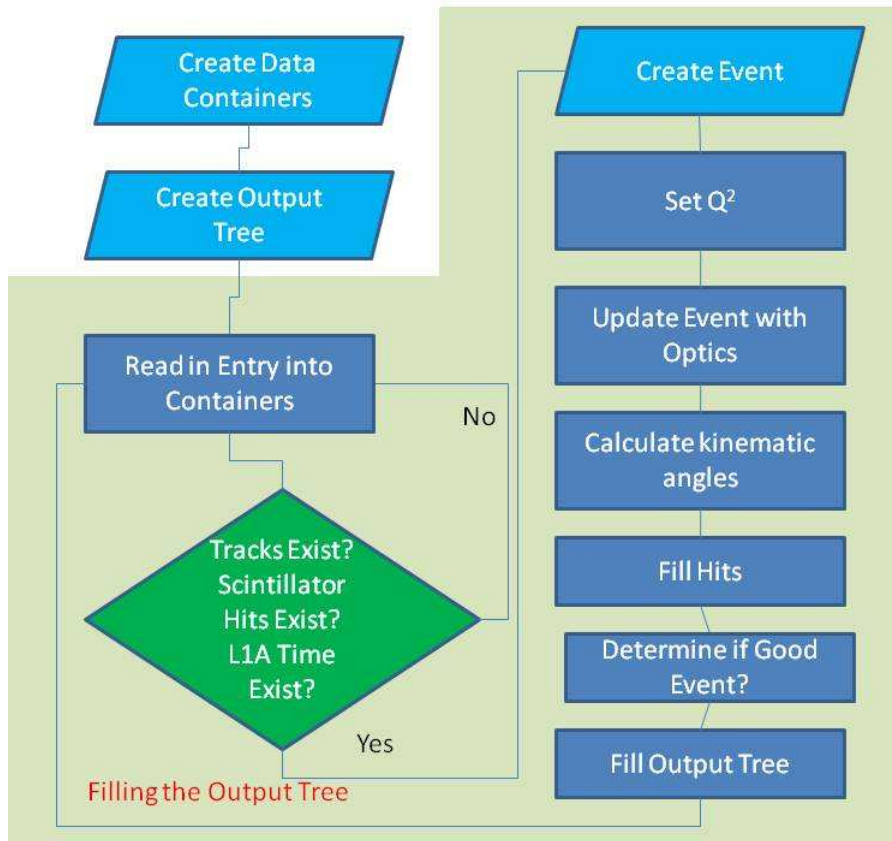 Create Data
Containers
Create Output
Tree
Read in Entry into
Containers
No
Tracks Exist?
Scintillator
Hits Exist?
L1A Time
Exist?
Yes
Filling the Output Tree
Create Event
Set Q²
Update Event with
Optics
Calculate kinematic
angles
Fill Hits
Determine if Good
Event?
Fill Output Tree